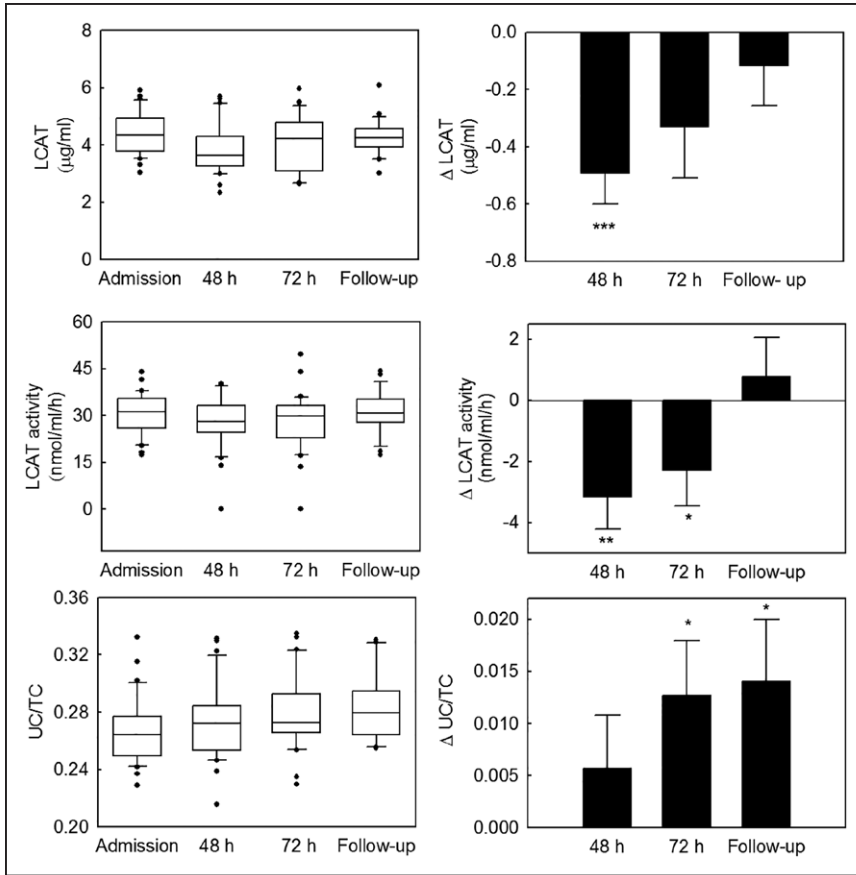 8
6
4
2
0
LCAT
(µg/ml)
Admission 48 h 72 h Follow-up
0.0
-0.2
-0.4
-0.6
-0.8
Δ LCAT
(µg/ml)
***
48 h 72 h Follow- up
60
45
30
15
0
LCAT activity
(nmol/ml/h)
Admission 48 h 72 h Follow-up
2
0
-2
-4
Δ LCAT activity
(nmol/ml/h)
** *
48 h 72 h Follow-up
0.36
0.32
0.28
0.24
0.20
UC/TC
Admission 48 h 72 h Follow-up
0.020
0.015
0.010
0.005
0.000
Δ UC/TC
* *
48 h 72 h Follow-up